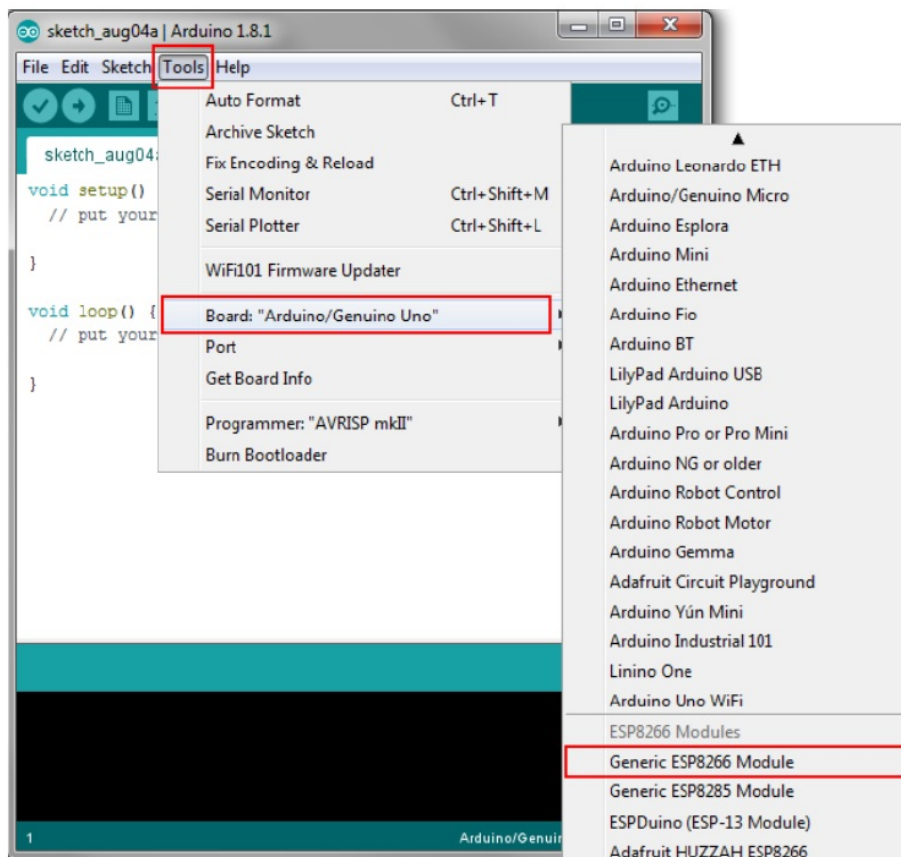 sketch_aug04a | Arduino 1.8.1
File Edit Sketch Tools Help
Auto Format Ctrl+T
Archive Sketch
Fix Encoding & Reload
Serial Monitor Ctrl+Shift+M
Serial Plotter Ctrl+Shift+L
WiFi101 Firmware Updater
Board: "Arduino/Genuino Uno"
Port
Get Board Info
Programmer: "AVRISP mkII"
Burn Bootloader
sketch_aug04a
void setup()
// put your
}
void loop() {
// put your
}
Arduino Leonardo ETH
Arduino/Genuino Micro
Arduino Esplora
Arduino Mini
Arduino Ethernet
Arduino Fio
Arduino BT
LilyPad Arduino USB
LilyPad Arduino
Arduino Pro or Pro Mini
Arduino NG or older
Arduino Robot Control
Arduino Robot Motor
Arduino Gemma
Adafruit Circuit Playground
Arduino Yún Mini
Arduino Industrial 101
Linino One
Arduino Uno WiFi
ESP8266 Modules
Generic ESP8266 Module
Generic ESP8285 Module
ESPDuino (ESP-13 Module)
Adafruit HUZZAH ESP8266
1 Arduino/Genuin